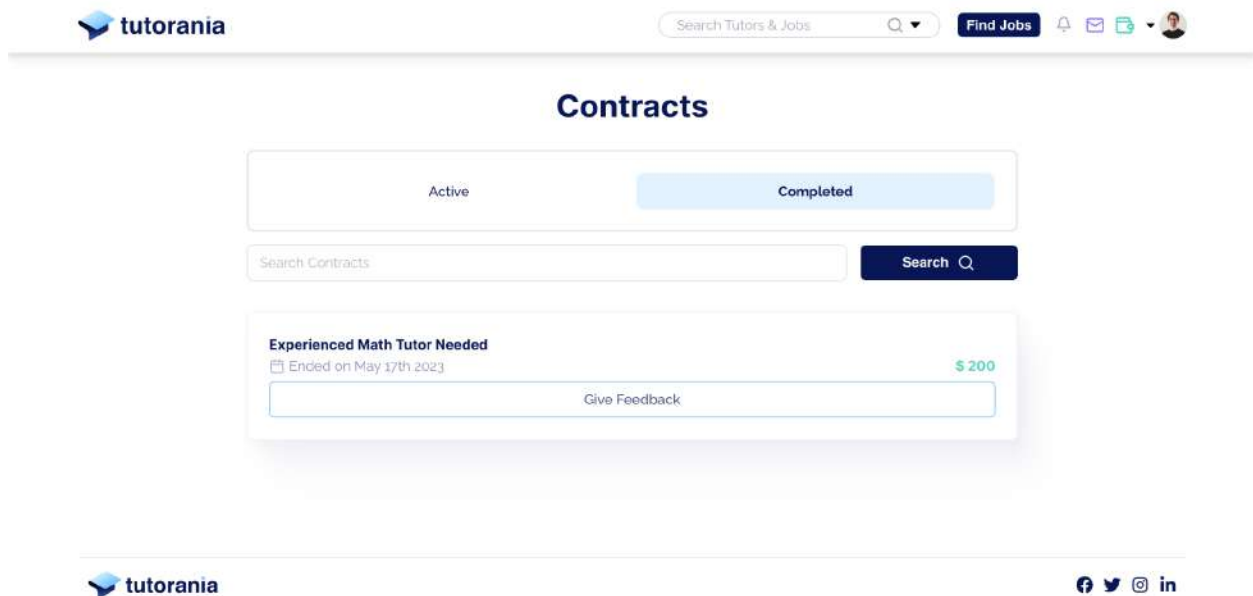 tutorania
Search Tutors & Jobs
Find Jobs
Contracts
Active
Completed
Search Contracts
Search
Experienced Math Tutor Needed
Ended on May 17th 2023
$ 200
Give Feedback
tutorania